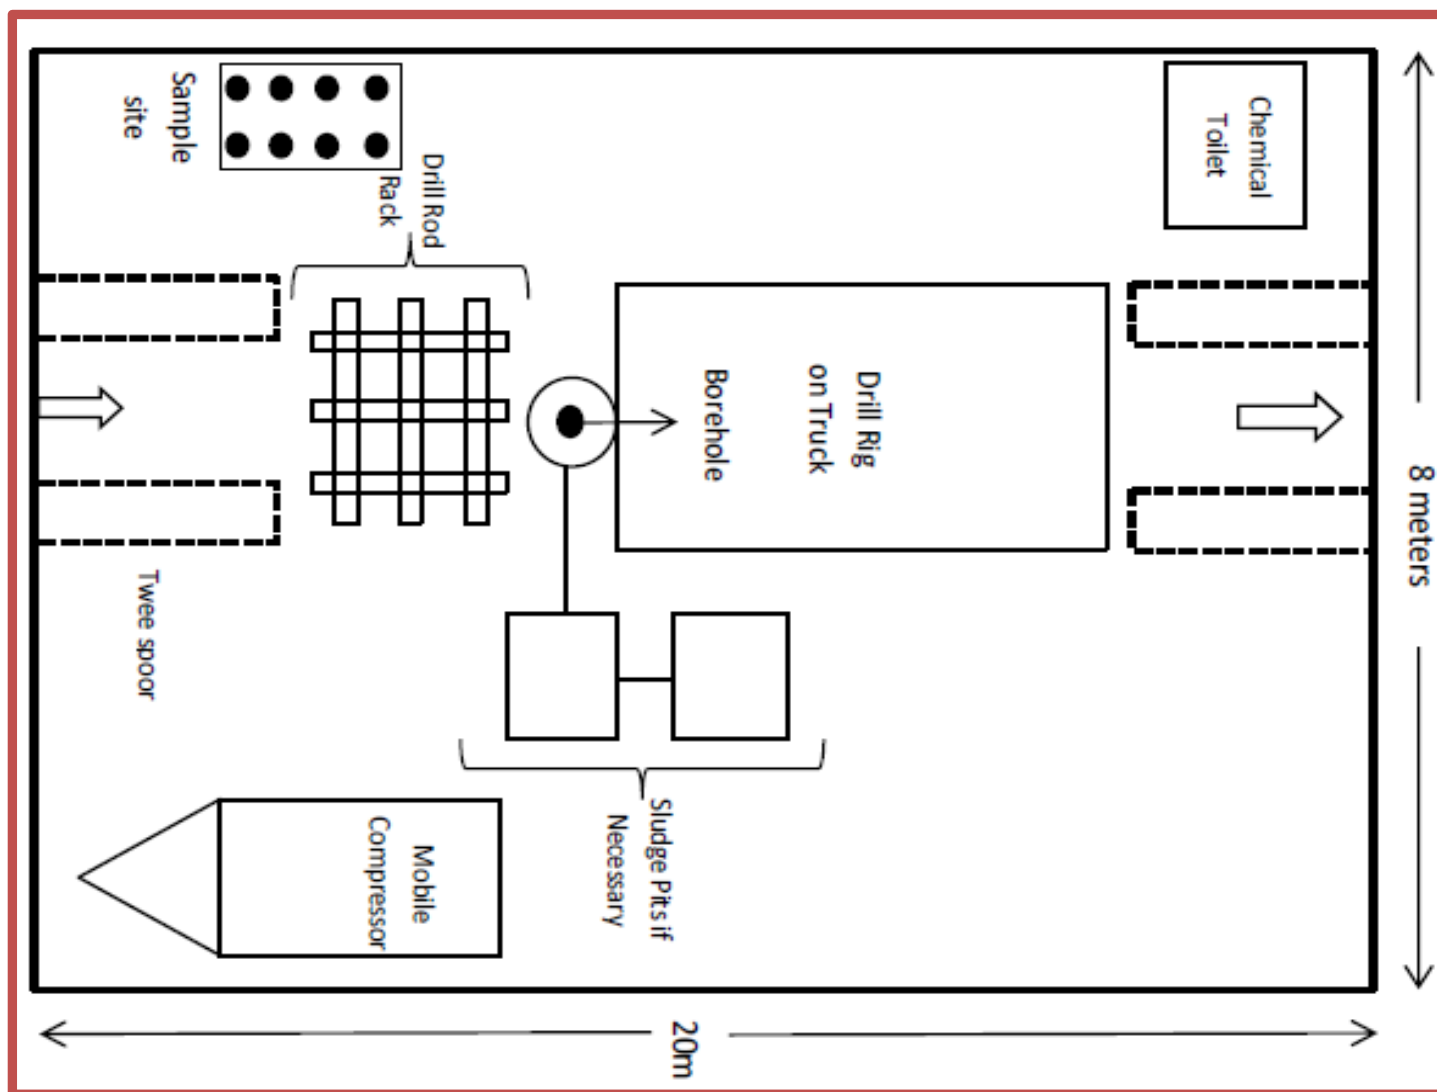 Chemical
Toilet
8 meters
Drill Rig
on Truck
Borehole
Drill Rod
Rack
Sample
site
Twee spoor
Sludge Pits if
Necessary
Mobile
Compressor
20m